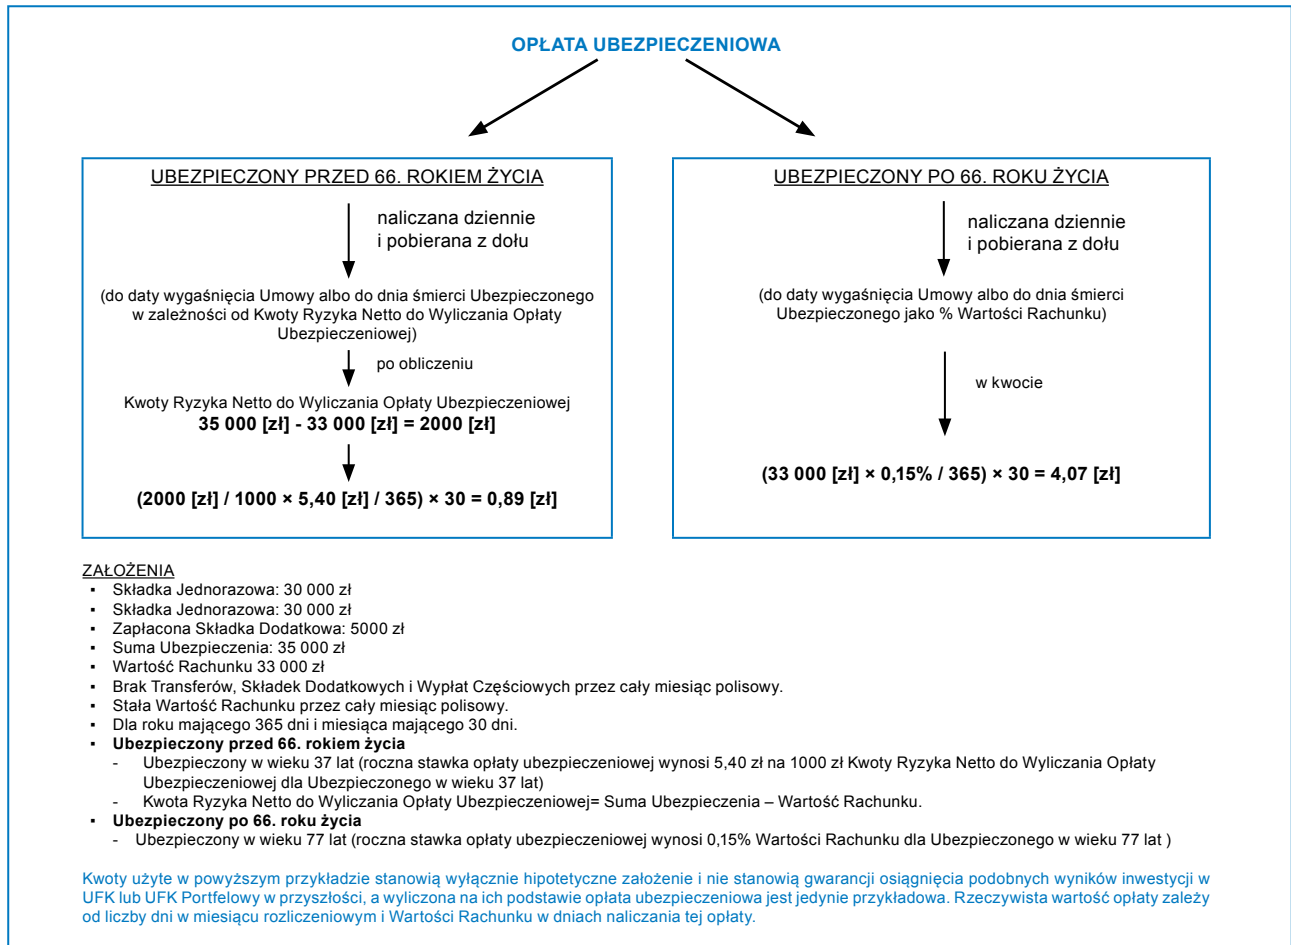 OPŁATA UBEZPIECZENIOWA
UBEZPIECZONY PRZED 66. ROKIEM ŻYCIA
naliczana dziennie
i pobierana z dołu
(do daty wygaśnięcia Umowy albo do dnia śmierci Ubezpieczonego
w zależności od Kwoty Ryzyka Netto do Wyliczania Opłaty
Ubezpieczeniowej)
po obliczeniu
Kwoty Ryzyka Netto do Wyliczania Opłaty Ubezpieczeniowej
35 000 [zł] - 33 000 [zł] = 2000 [zł]
(2000 [zł] / 1000 × 5,40 [zł] / 365) × 30 = 0,89 [zł]
UBEZPIECZONY PO 66. ROKU ŻYCIA
naliczana dziennie
i pobierana z dołu
(do daty wygaśnięcia Umowy albo do dnia śmierci
Ubezpieczonego jako % Wartości Rachunku)
w kwocie
(33 000 [zł] × 0,15% / 365) × 30 = 4,07 [zł]
ZAŁOŻENIA
▪ Składka Jednorazowa: 30 000 zł
▪ Składka Jednorazowa: 30 000 zł
▪ Zapłacona Składka Dodatkowa: 5000 zł
▪ Suma Ubezpieczenia: 35 000 zł
▪ Wartość Rachunku 33 000 zł
▪ Brak Transferów, Składek Dodatkowych i Wypłat Częściowych przez cały miesiąc polisowy.
▪ Stała Wartość Rachunku przez cały miesiąc polisowy.
▪ Dla roku mającego 365 dni i miesiąca mającego 30 dni.
▪ Ubezpieczony przed 66. rokiem życia
- Ubezpieczony w wieku 37 lat (roczna stawka opłaty ubezpieczeniowej wynosi 5,40 zł na 1000 zł Kwoty Ryzyka Netto do Wyliczania Opłaty
Ubezpieczeniowej dla Ubezpieczonego w wieku 37 lat)
- Kwota Ryzyka Netto do Wyliczania Opłaty Ubezpieczeniowej= Suma Ubezpieczenia – Wartość Rachunku.
▪ Ubezpieczony po 66. roku życia
- Ubezpieczony w wieku 77 lat (roczna stawka opłaty ubezpieczeniowej wynosi 0,15% Wartości Rachunku dla Ubezpieczonego w wieku 77 lat )
Kwoty użyte w powyższym przykładzie stanowią wyłącznie hipotetyczne założenie i nie stanowią gwarancji osiągnięcia podobnych wyników inwestycji w
UFK lub UFK Portfelowy w przyszłości, a wyliczona na ich podstawie opłata ubezpieczeniowa jest jedynie przykładowa. Rzeczywista wartość opłaty zależy
od liczby dni w miesiącu rozliczeniowym i Wartości Rachunku w dniach naliczania tej opłaty.